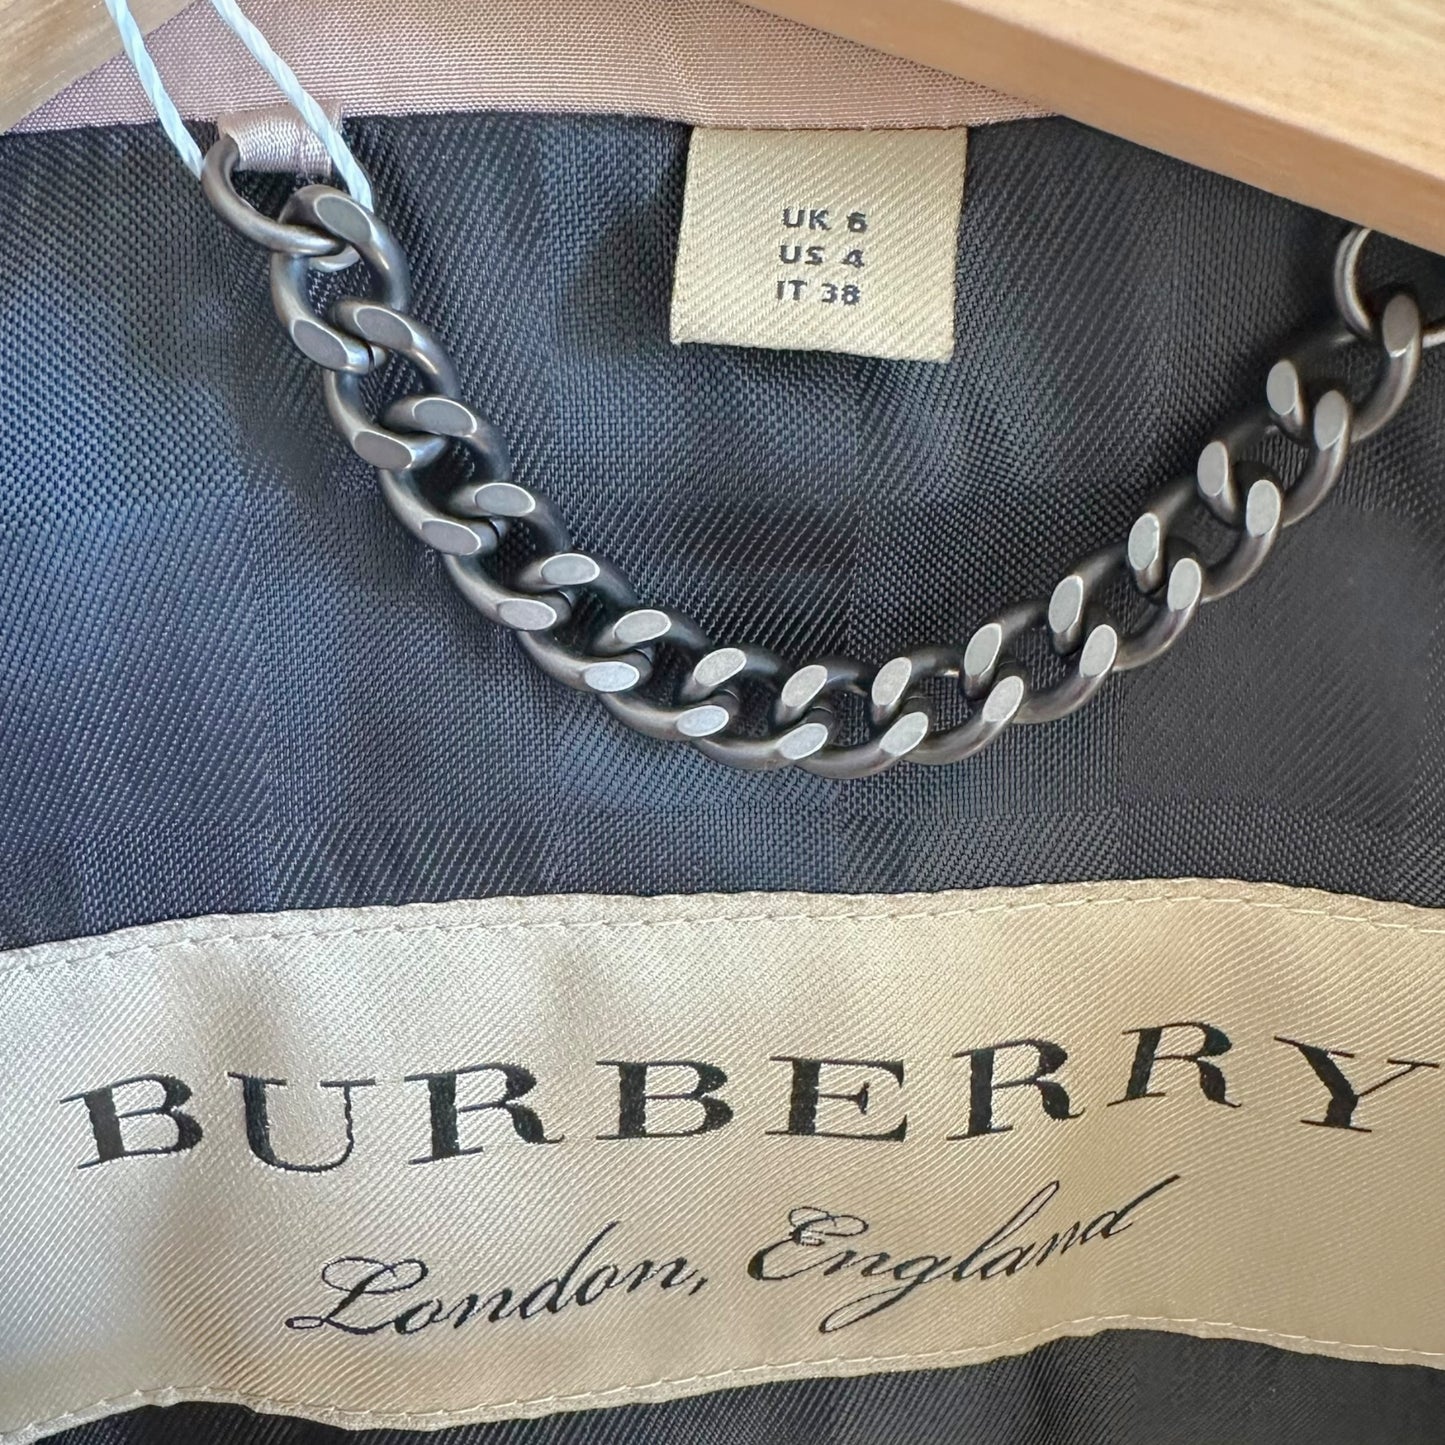 UK 6
US 4
IT 38
BURBERRY
London, England